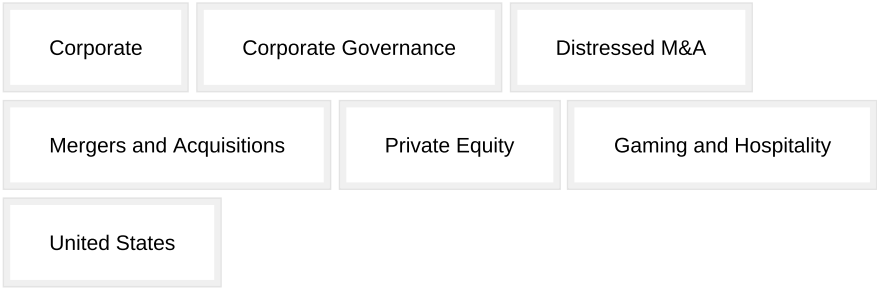 Corporate
Corporate Governance
Distressed M&A
Mergers and Acquisitions
Private Equity
Gaming and Hospitality
United States